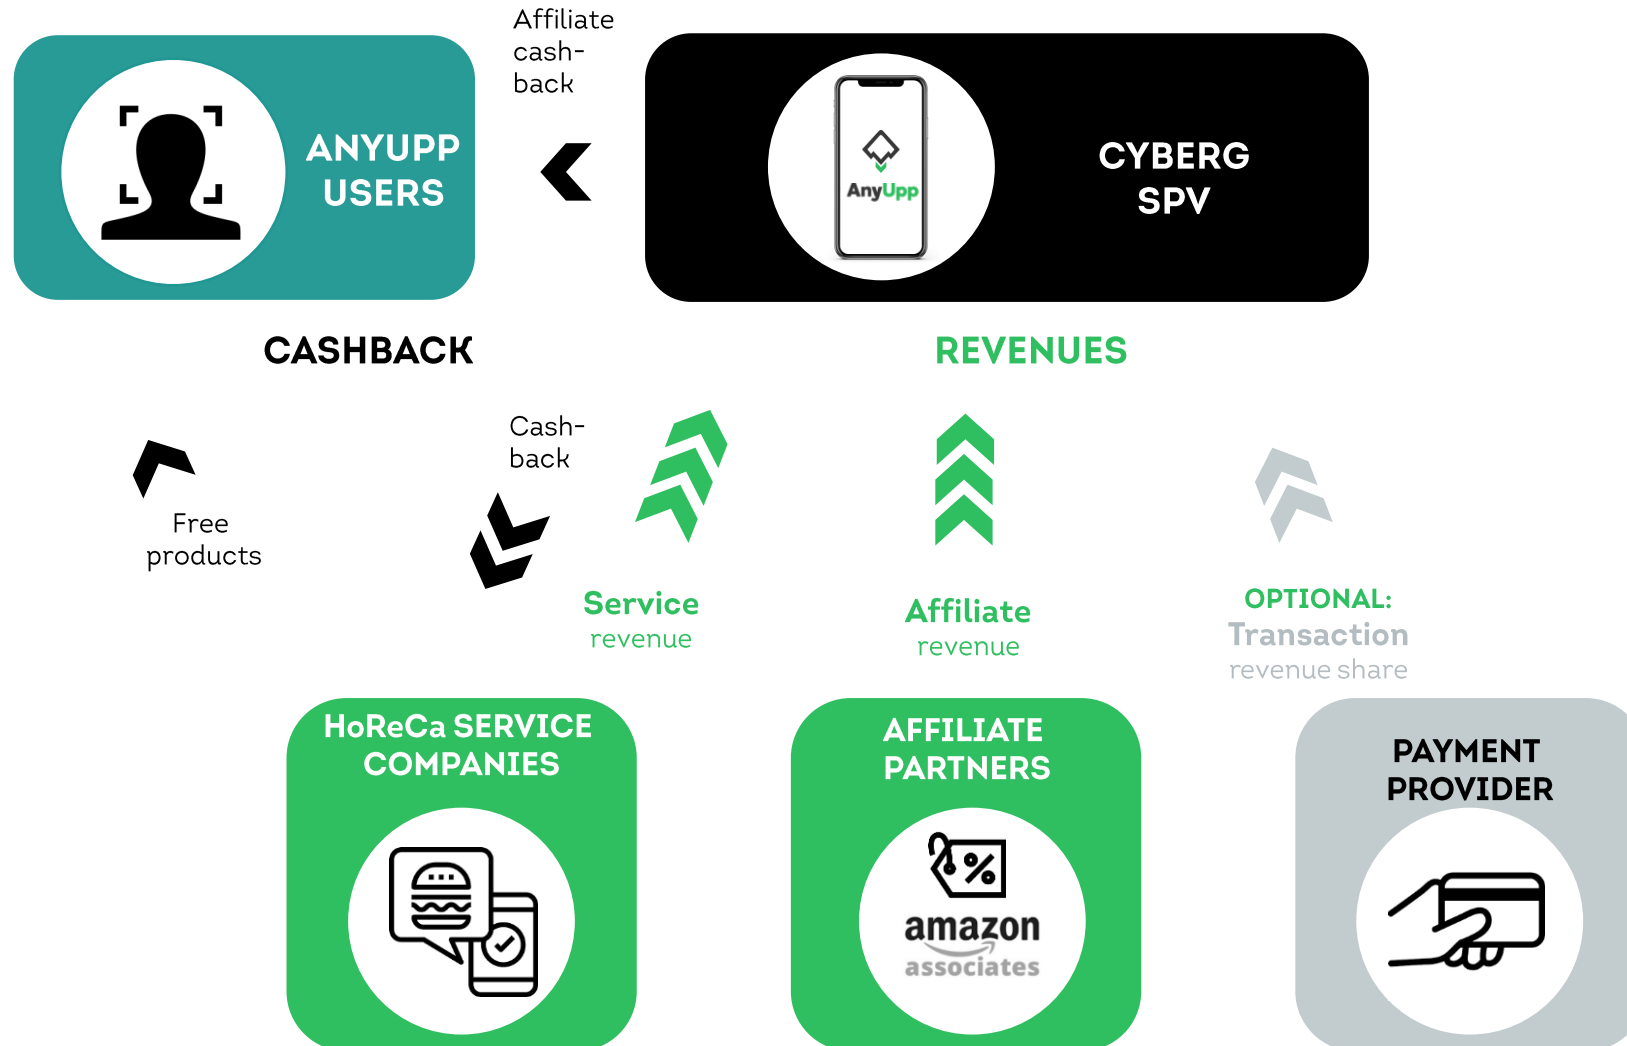 Affiliate
cash-
back
ANYUPP
USERS
AnyUpp
CYBERG
SPV
CASHBACK
REVENUES
Cash-
back
Free
products
Service
revenue
Affiliate
revenue
OPTIONAL:
Transaction
revenue share
HoReCa SERVICE
COMPANIES
AFFILIATE
PARTNERS
%
amazon
associates
PAYMENT
PROVIDER